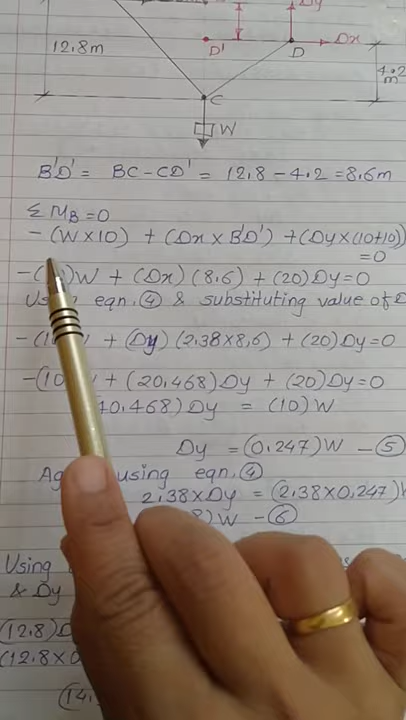 Dy
12.8m
D'
D
Dx
4.2
m
C
W
B'D' = BC - CD' = 12.8 - 4.2 = 8.6m
Σ MB = 0
- (W × 10) + (Dx × B'D') + (Dy × (10+10))
= 0
W + (Dx) (8.6) + (20) Dy = 0
eqn. ④ & substituting value of
+ (Dy) (2.38 × 8.6) + (20) Dy = 0
+ (20.468) Dy + (20) Dy = 0
Dy = (10) W
Dy = (0.247) W - ⑤
using eqn. ④
2.38 × Dy = (2.38 × 0.247)
W - ⑥
Using
& Dy
(12.8)
(12.8 ×